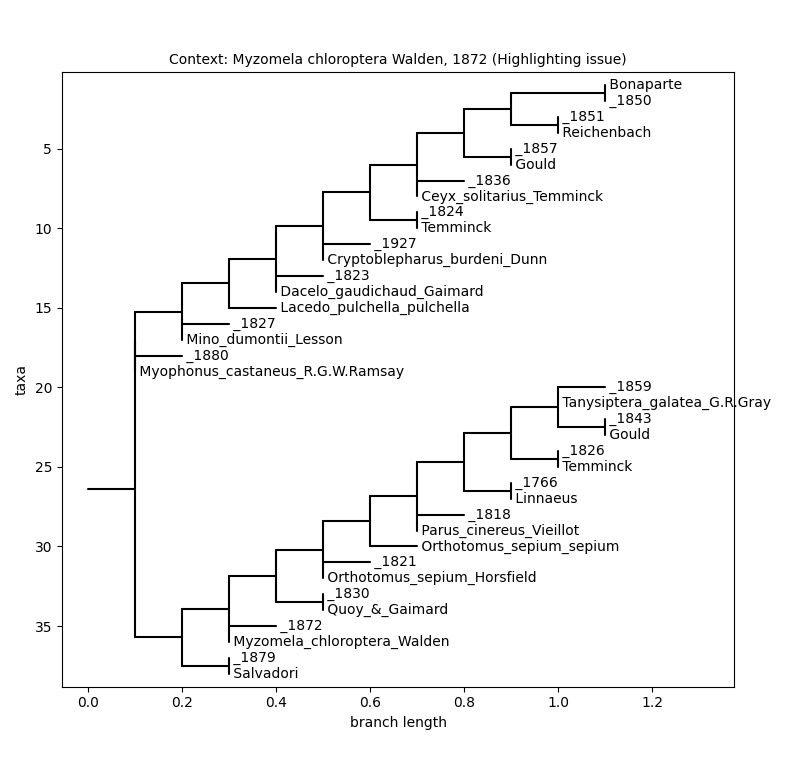 Context: Myzomela chloroptera Walden, 1872 (Highlighting issue)
Bonaparte
_1850
_1851
Reichenbach
_1857
Gould
_1836
Ceyx_solitarius_Temminck
_1824
Temminck
_1927
Cryptoblepharus_burdeni_Dunn
_1823
Dacelo_gaudichaud_Gaimard
Lacedo_pulchella_pulchella
_1827
Mino_dumontii_Lesson
_1880
Myophonus_castaneus_R.G.W.Ramsay
_1859
Tanysiptera_galatea_G.R.Gray
_1843
Gould
_1826
Temminck
_1766
Linnaeus
_1818
Parus_cinereus_Vieillot
Orthotomus_sepium_sepium
_1821
Orthotomus_sepium_Horsfield
_1830
Quoy_&_Gaimard
_1872
Myzomela_chloroptera_Walden
_1879
Salvadori
taxa
5
10
15
20
25
30
35
0.0 0.2 0.4 0.6 0.8 1.0 1.2
branch length